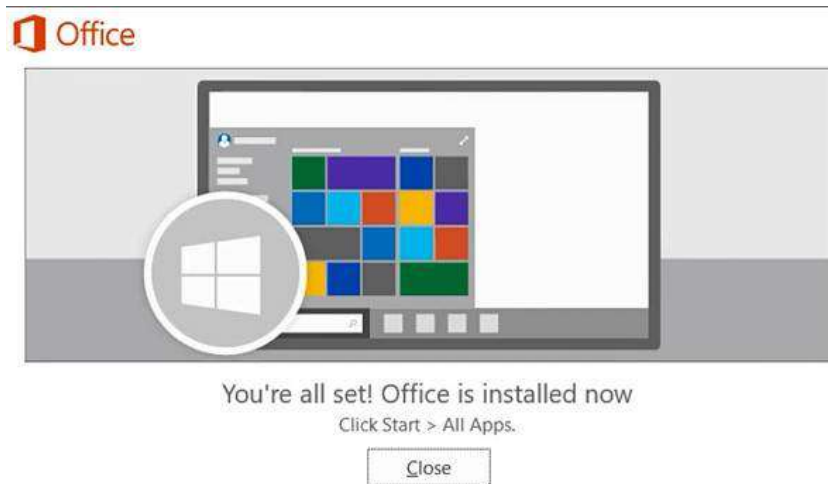 Office
You're all set! Office is installed now
Click Start > All Apps.
Close